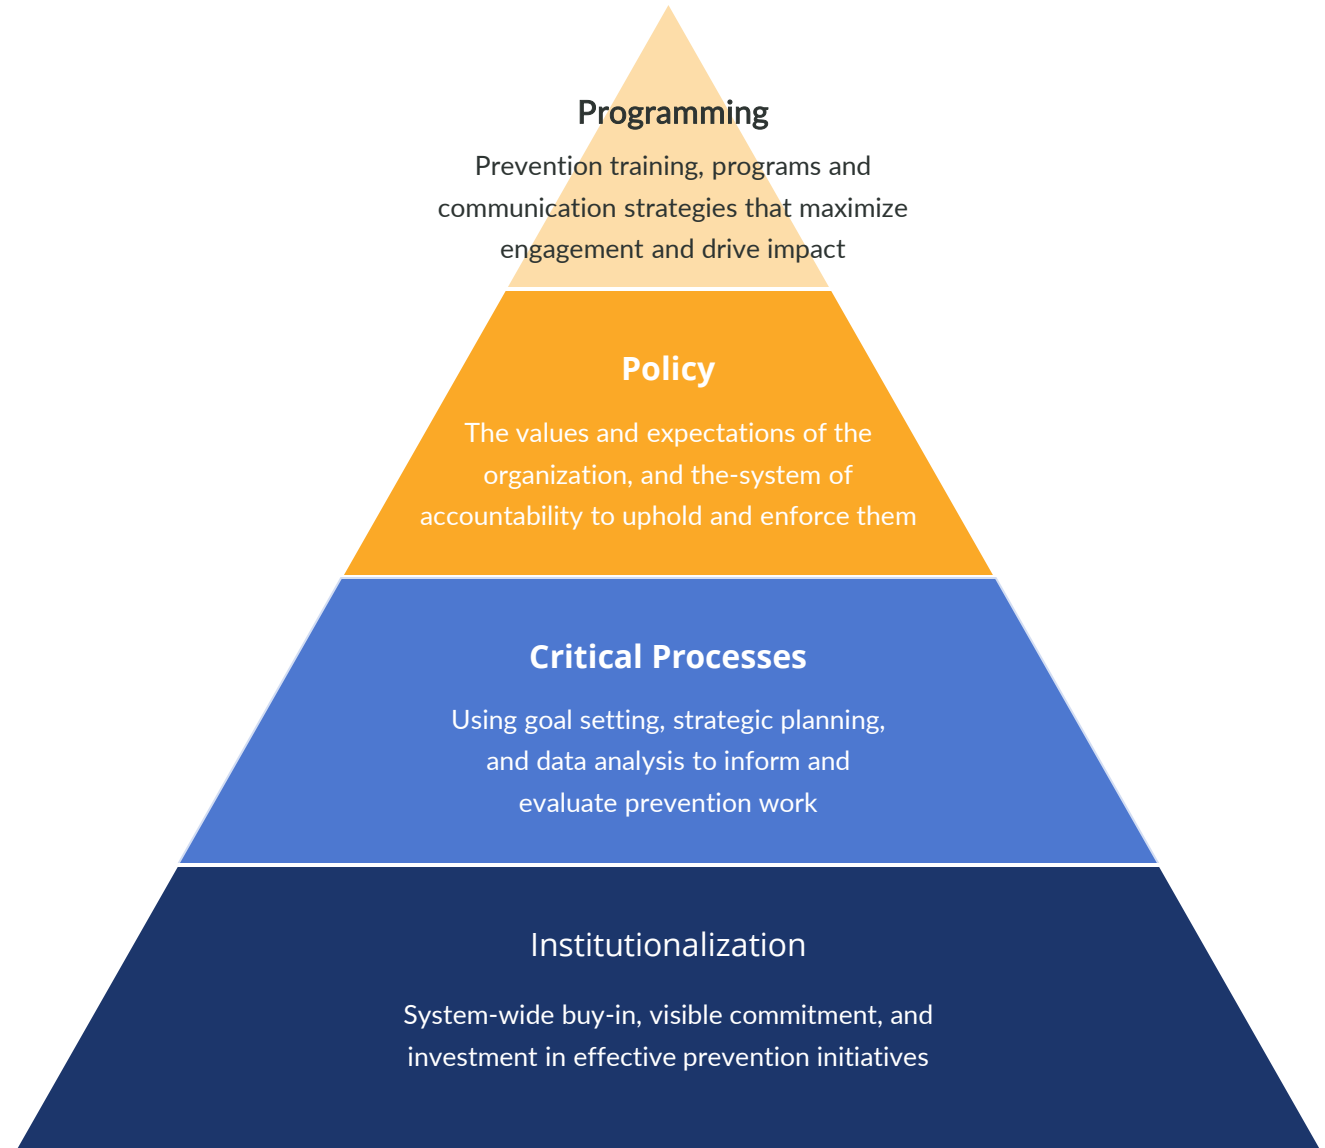 Programming
Prevention training, programs and
communication strategies that maximize
engagement and drive impact
Policy
The values and expectations of the
organization, and the-system of
accountability to uphold and enforce them
Critical Processes
Using goal setting, strategic planning,
and data analysis to inform and
evaluate prevention work
Institutionalization
System-wide buy-in, visible commitment, and
investment in effective prevention initiatives